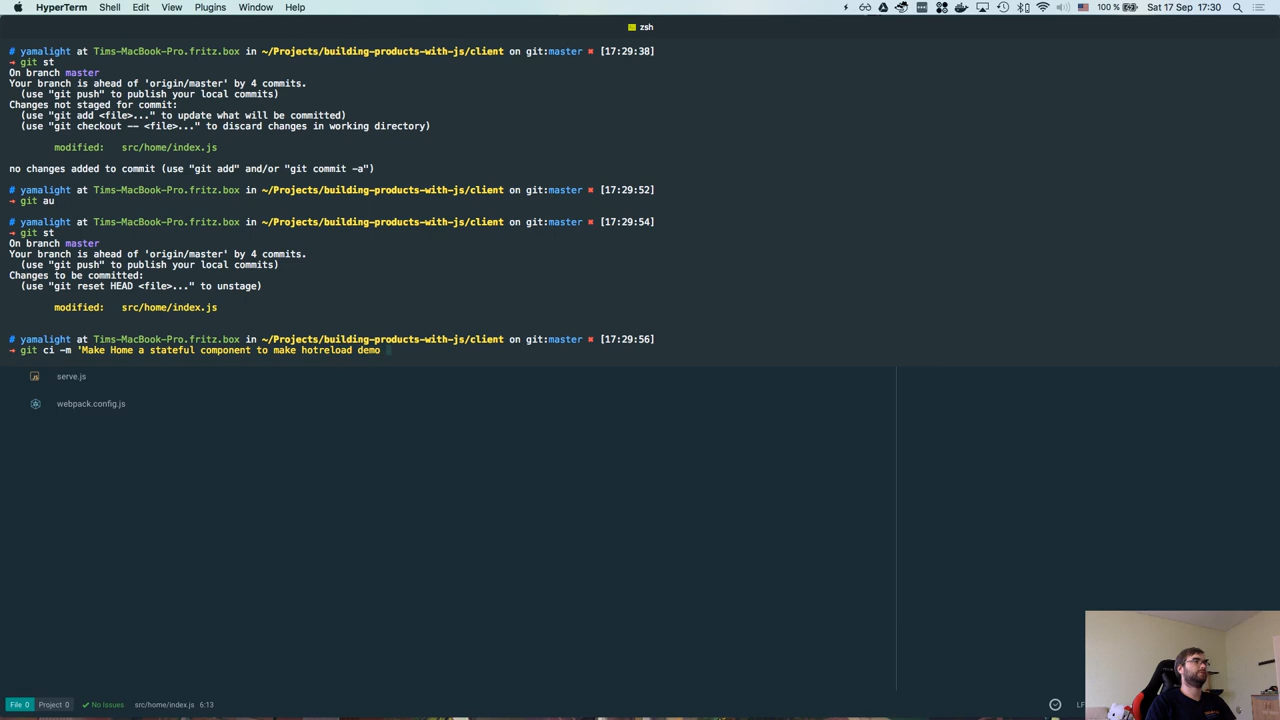 HyperTerm Shell Edit View Plugins Window Help 100 % Sat 17 Sep 17:30
zsh
# yamalight at Tims-MacBook-Pro.fritz.box in ~/Projects/building-products-with-js/client on git:master ✖ [17:29:38]
→ git st
On branch master
Your branch is ahead of 'origin/master' by 4 commits.
(use "git push" to publish your local commits)
Changes not staged for commit:
(use "git add <file>..." to update what will be committed)
(use "git checkout -- <file>..." to discard changes in working directory)
modified: src/home/index.js
no changes added to commit (use "git add" and/or "git commit -a")
# yamalight at Tims-MacBook-Pro.fritz.box in ~/Projects/building-products-with-js/client on git:master ✖ [17:29:52]
→ git au
# yamalight at Tims-MacBook-Pro.fritz.box in ~/Projects/building-products-with-js/client on git:master ✖ [17:29:54]
→ git st
On branch master
Your branch is ahead of 'origin/master' by 4 commits.
(use "git push" to publish your local commits)
Changes to be committed:
(use "git reset HEAD <file>..." to unstage)
modified: src/home/index.js
# yamalight at Tims-MacBook-Pro.fritz.box in ~/Projects/building-products-with-js/client on git:master ✖ [17:29:56]
→ git ci -m 'Make Home a stateful component to make hotreload demo
serve.js
webpack.config.js
File 0 Project 0 ✓ No Issues src/home/index.js 6:13 LF